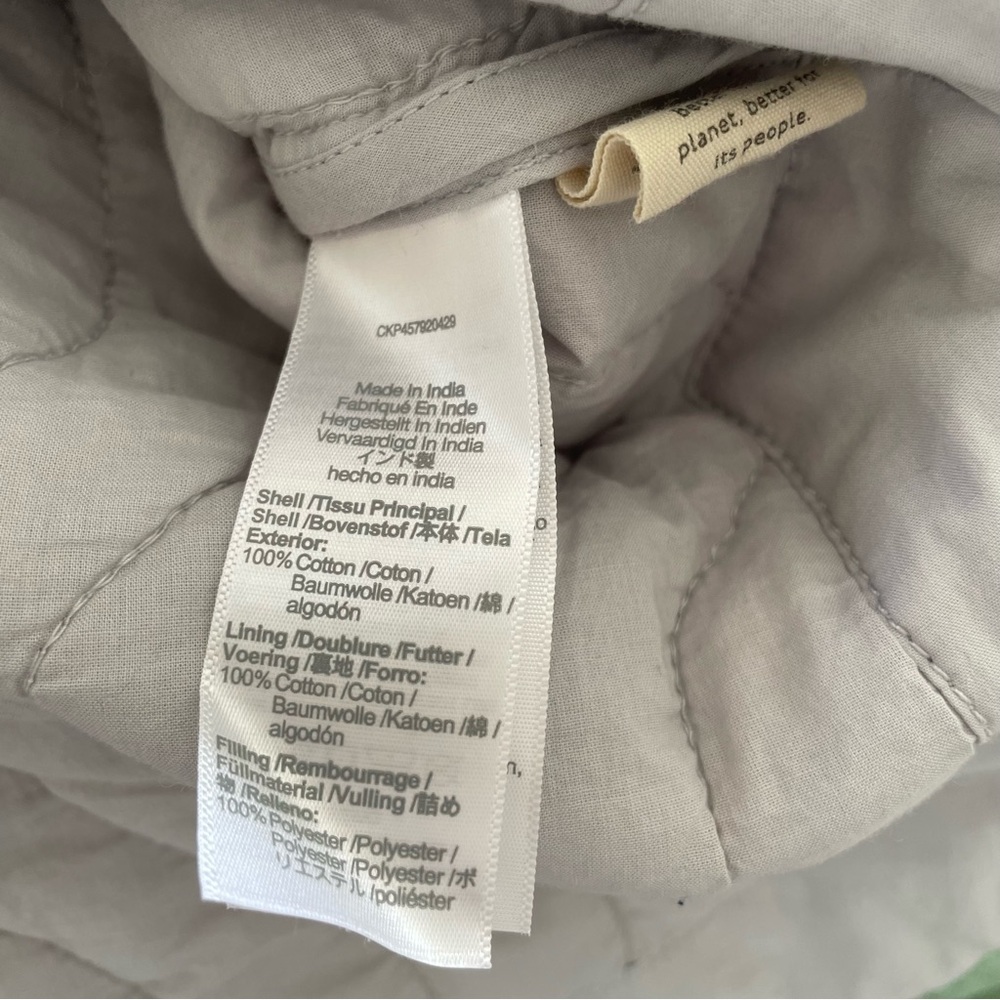 planet, better for
its people.
CKP457920429
Made In India
Fabriqué En Inde
Hergestellt In Indien
Vervaardigd In India
インド製
hecho en india
Shell /Tissu Principal /
Shell /Bovenstof /本体 /Tela
Exterior:
100% Cotton /Coton /
Baumwolle /Katoen /綿 /
algodón
Lining /Doublure /Futter /
Voering /裏地 /Forro:
100% Cotton /Coton /
Baumwolle /Katoen /綿 /
algodón
Filling /Rembourrage /
Füllmaterial /Vulling /詰め
物 /Relleno:
100% Polyester /Polyester /
Polyester /Polyester /ポ
リエステル /poliéster